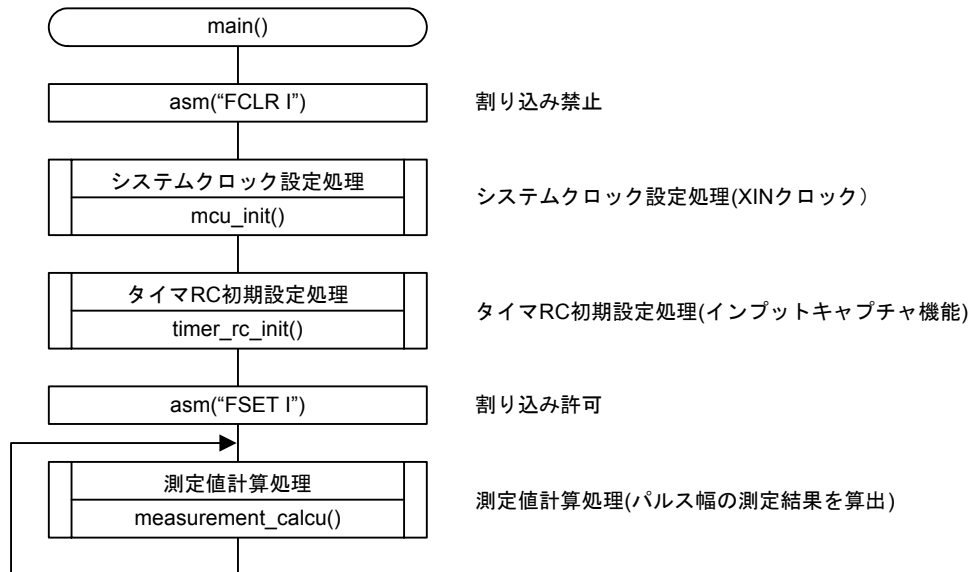 main()
asm(“FCLR I”)
割り込み禁止
システムクロック設定処理
mcu_init()
システムクロック設定処理(XINクロック）
タイマRC初期設定処理
timer_rc_init()
タイマRC初期設定処理(インプットキャプチャ機能)
asm(“FSET I”)
割り込み許可
測定値計算処理
measurement_calcu()
測定値計算処理(パルス幅の測定結果を算出)